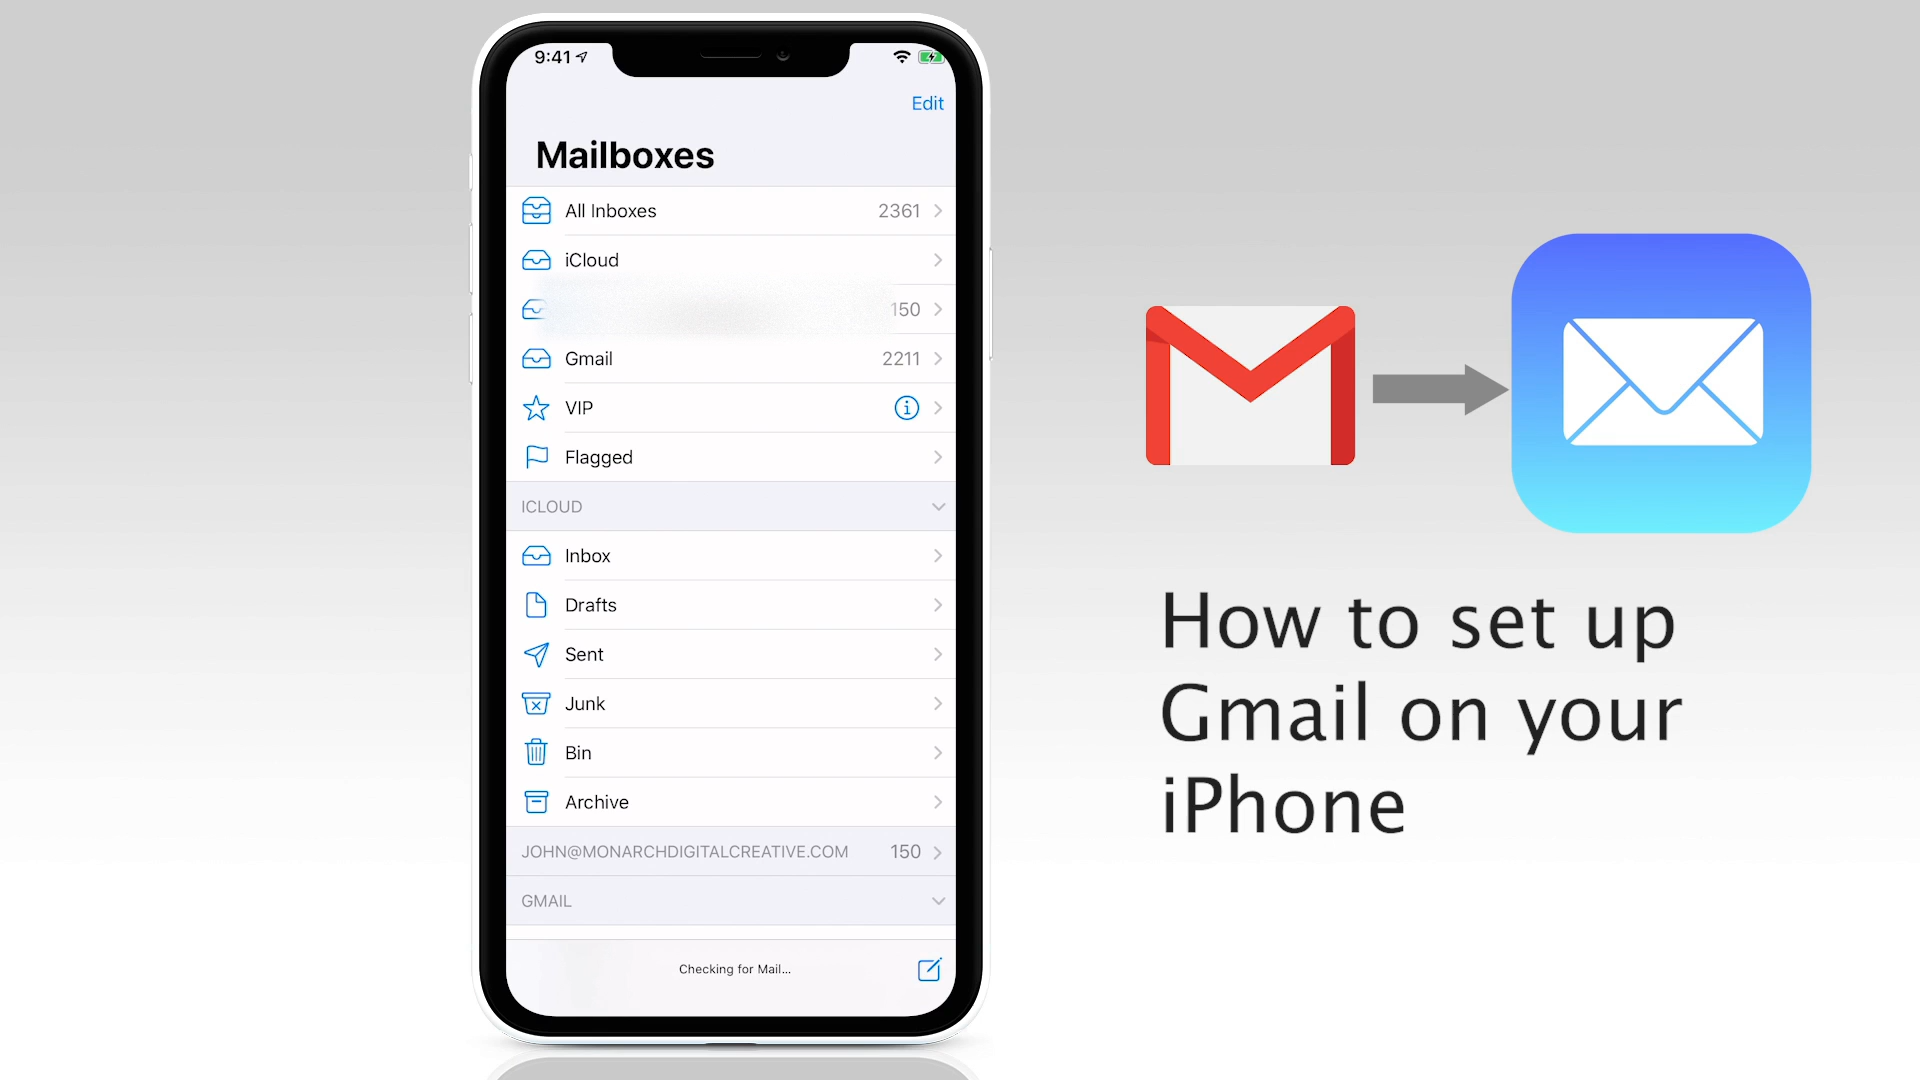 9:41
Edit
Mailboxes
All Inboxes 2361
iCloud
150
Gmail 2211
VIP
Flagged
ICLOUD
Inbox
Drafts
Sent
Junk
Bin
Archive
JOHN@MONARCHDIGITALCREATIVE.COM 150
GMAIL
Checking for Mail...
How to set up
Gmail on your
iPhone